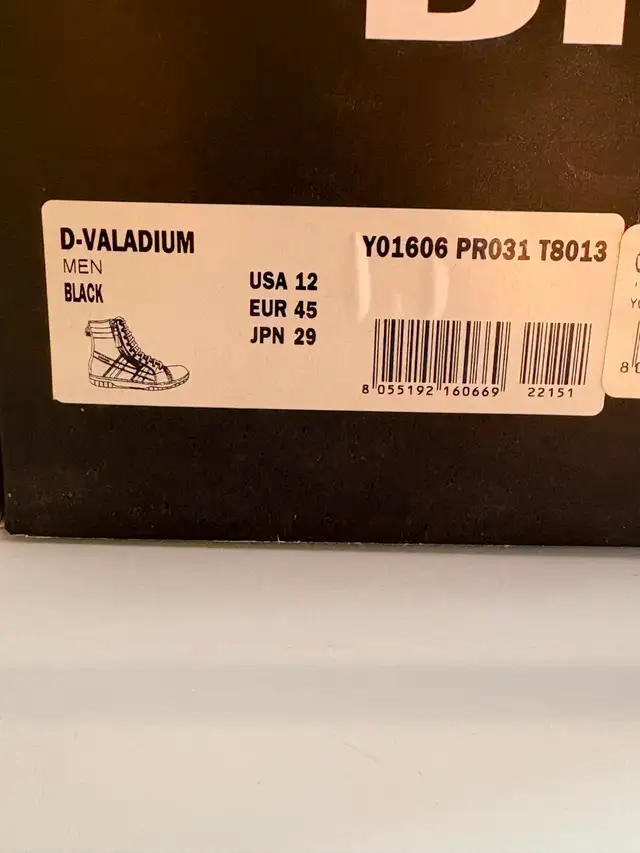 D-VALADIUM
MEN
BLACK
USA 12
EUR 45
JPN 29
Y01606 PR031 T8013
8 055192 160669 22151